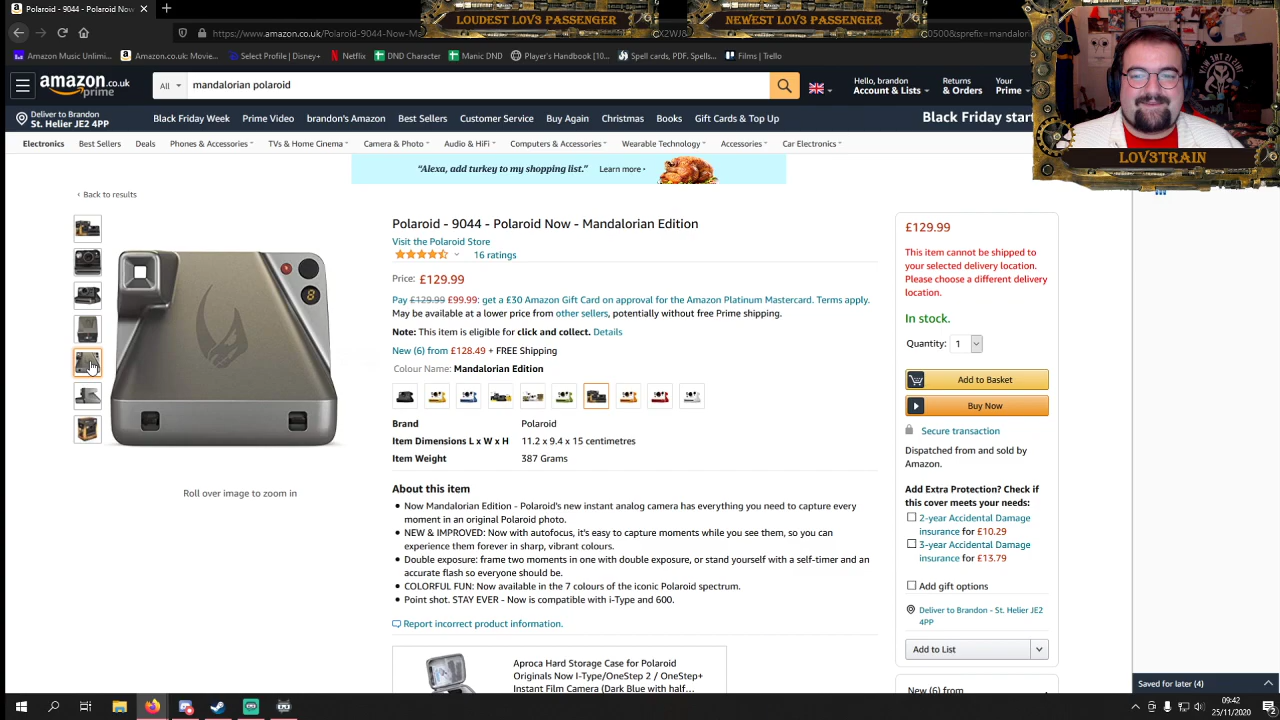 Polaroid - 9044 - Polaroid Now -
LOUDEST LOV3 PASSENGER
NEWEST LOV3 PASSENGER
https://www.amazon.co.uk/Polaroid-9044-Now-Ma
Amazon Music Unlimi...
Amazon.co.uk: Movie...
Select Profile | Disney+
Netflix
DND Character
Manic DND
Player's Handbook [10...
Spell cards, PDF. Spells...
Films | Trello
amazon.co.uk
prime
All
mandalorian polaroid
Hello, brandon
Account & Lists
Returns
& Orders
Your
Prime
Deliver to Brandon
St. Helier JE2 4PP
Black Friday Week
Prime Video
brandon's Amazon
Best Sellers
Customer Service
Buy Again
Christmas
Books
Gift Cards & Top Up
Black Friday star
Electronics
Best Sellers
Deals
Phones & Accessories
TVs & Home Cinema
Camera & Photo
Audio & HiFi
Computers & Accessories
Wearable Technology
Accessories
Car Electronics
LOV3TRAIN
"Alexa, add turkey to my shopping list." Learn more ›
‹ Back to results
Polaroid - 9044 - Polaroid Now - Mandalorian Edition
Visit the Polaroid Store
16 ratings
Price: £129.99
Pay £129.99 £99.99: get a £30 Amazon Gift Card on approval for the Amazon Platinum Mastercard. Terms apply.
May be available at a lower price from other sellers, potentially without free Prime shipping.
Note: This item is eligible for click and collect. Details
New (6) from £128.49 + FREE Shipping
Colour Name: Mandalorian Edition
Brand Polaroid
Item Dimensions L x W x H 11.2 x 9.4 x 15 centimetres
Item Weight 387 Grams
8
Roll over image to zoom in
About this item
• Now Mandalorian Edition - Polaroid's new instant analog camera has everything you need to capture every
moment in an original Polaroid photo.
• NEW & IMPROVED: Now with autofocus, it's easy to capture moments while you see them, so you can
experience them forever in sharp, vibrant colours.
• Double exposure: frame two moments in one with double exposure, or stand yourself with a self-timer and an
accurate flash so everyone should be.
• COLORFUL FUN: Now available in the 7 colours of the iconic Polaroid spectrum.
• Point shot. STAY EVER - Now is compatible with i-Type and 600.
Report incorrect product information.
Aproca Hard Storage Case for Polaroid
Originals Now I-Type/OneStep 2 / OneStep+
Instant Film Camera (Dark Blue with half...
£129.99
This item cannot be shipped to
your selected delivery location.
Please choose a different delivery
location.
In stock.
Quantity: 1
Add to Basket
Buy Now
Secure transaction
Dispatched from and sold by
Amazon.
Add Extra Protection? Check if
this cover meets your needs:
2-year Accidental Damage
insurance for £10.29
3-year Accidental Damage
insurance for £13.79
Add gift options
Deliver to Brandon - St. Helier JE2
4PP
Add to List
New (6) from
Saved for later (4)
09:42
25/11/2020